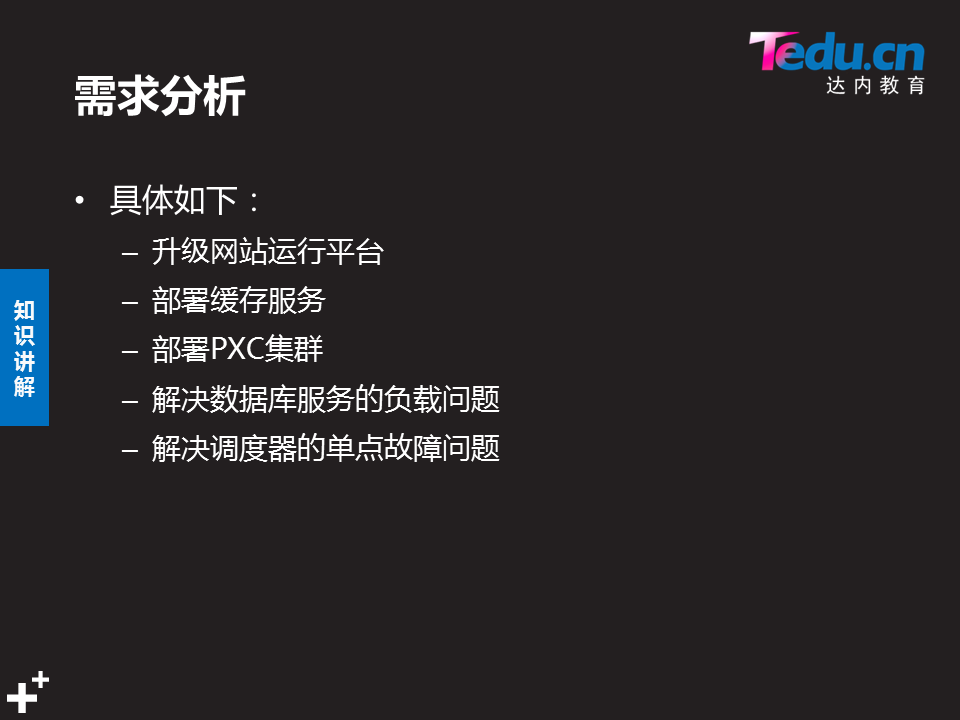 Tedu.cn
达内教育
需求分析
• 具体如下：
– 升级网站运行平台
– 部署缓存服务
– 部署PXC集群
– 解决数据库服务的负载问题
– 解决调度器的单点故障问题
知识讲解